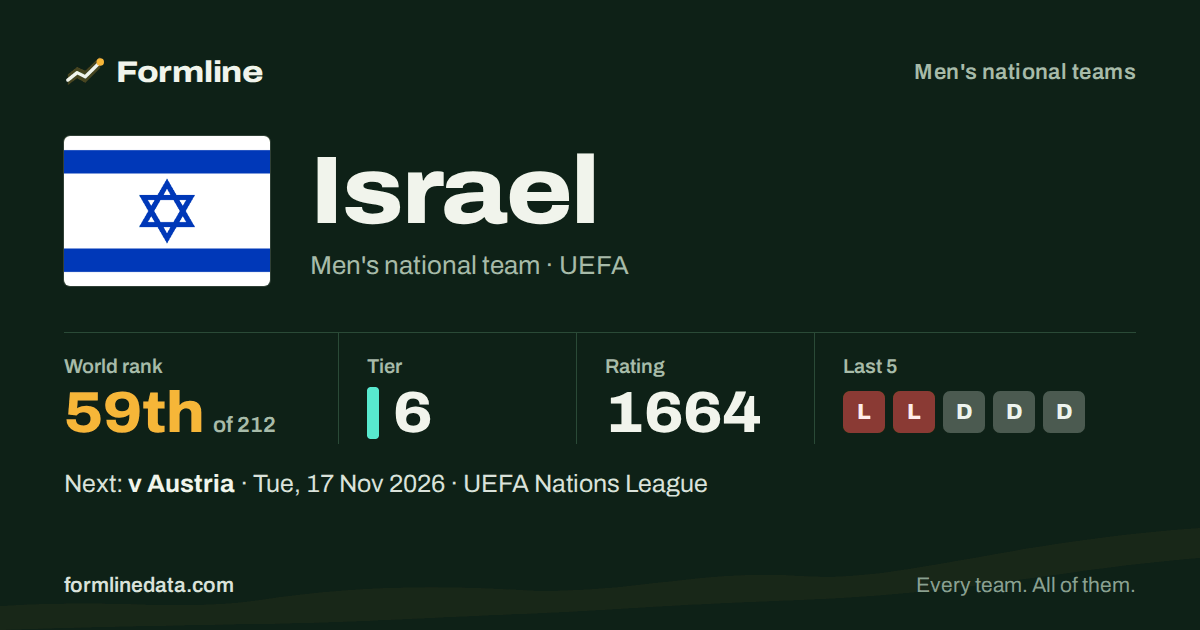 Formline
Men's national teams
Israel
Men's national team · UEFA
World rank
59th of 212
Tier
6
Rating
1664
Last 5
L L D D D
Next: v Austria · Tue, 17 Nov 2026 · UEFA Nations League
formlinedata.com
Every team. All of them.